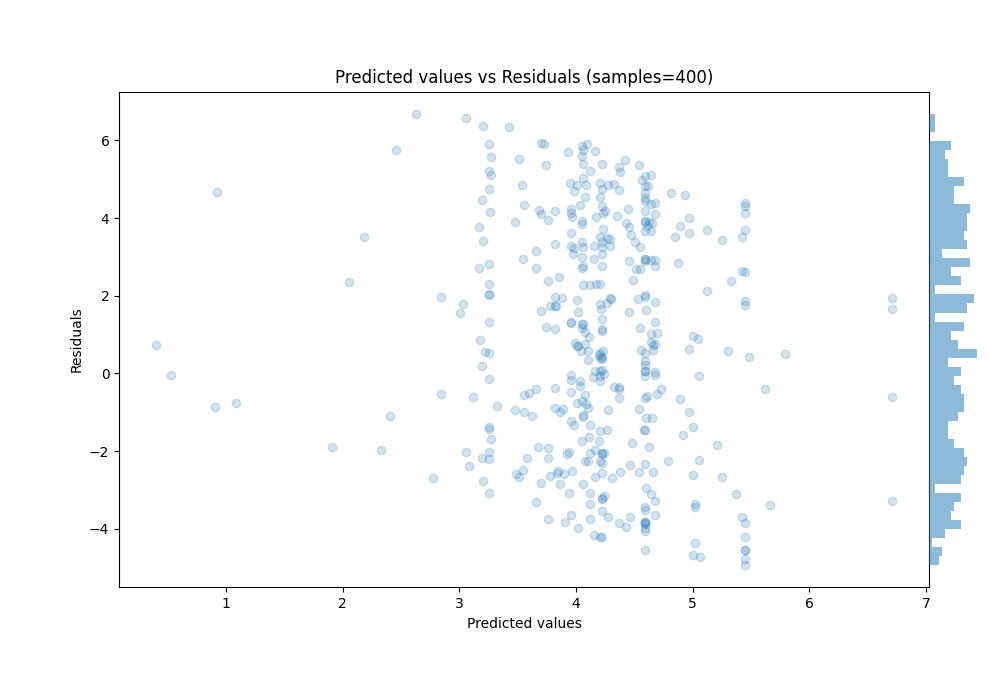 Predicted values vs Residuals (samples=400)
6
4
2
0
−2
−4
Residuals
1 2 3 4 5 6 7
Predicted values